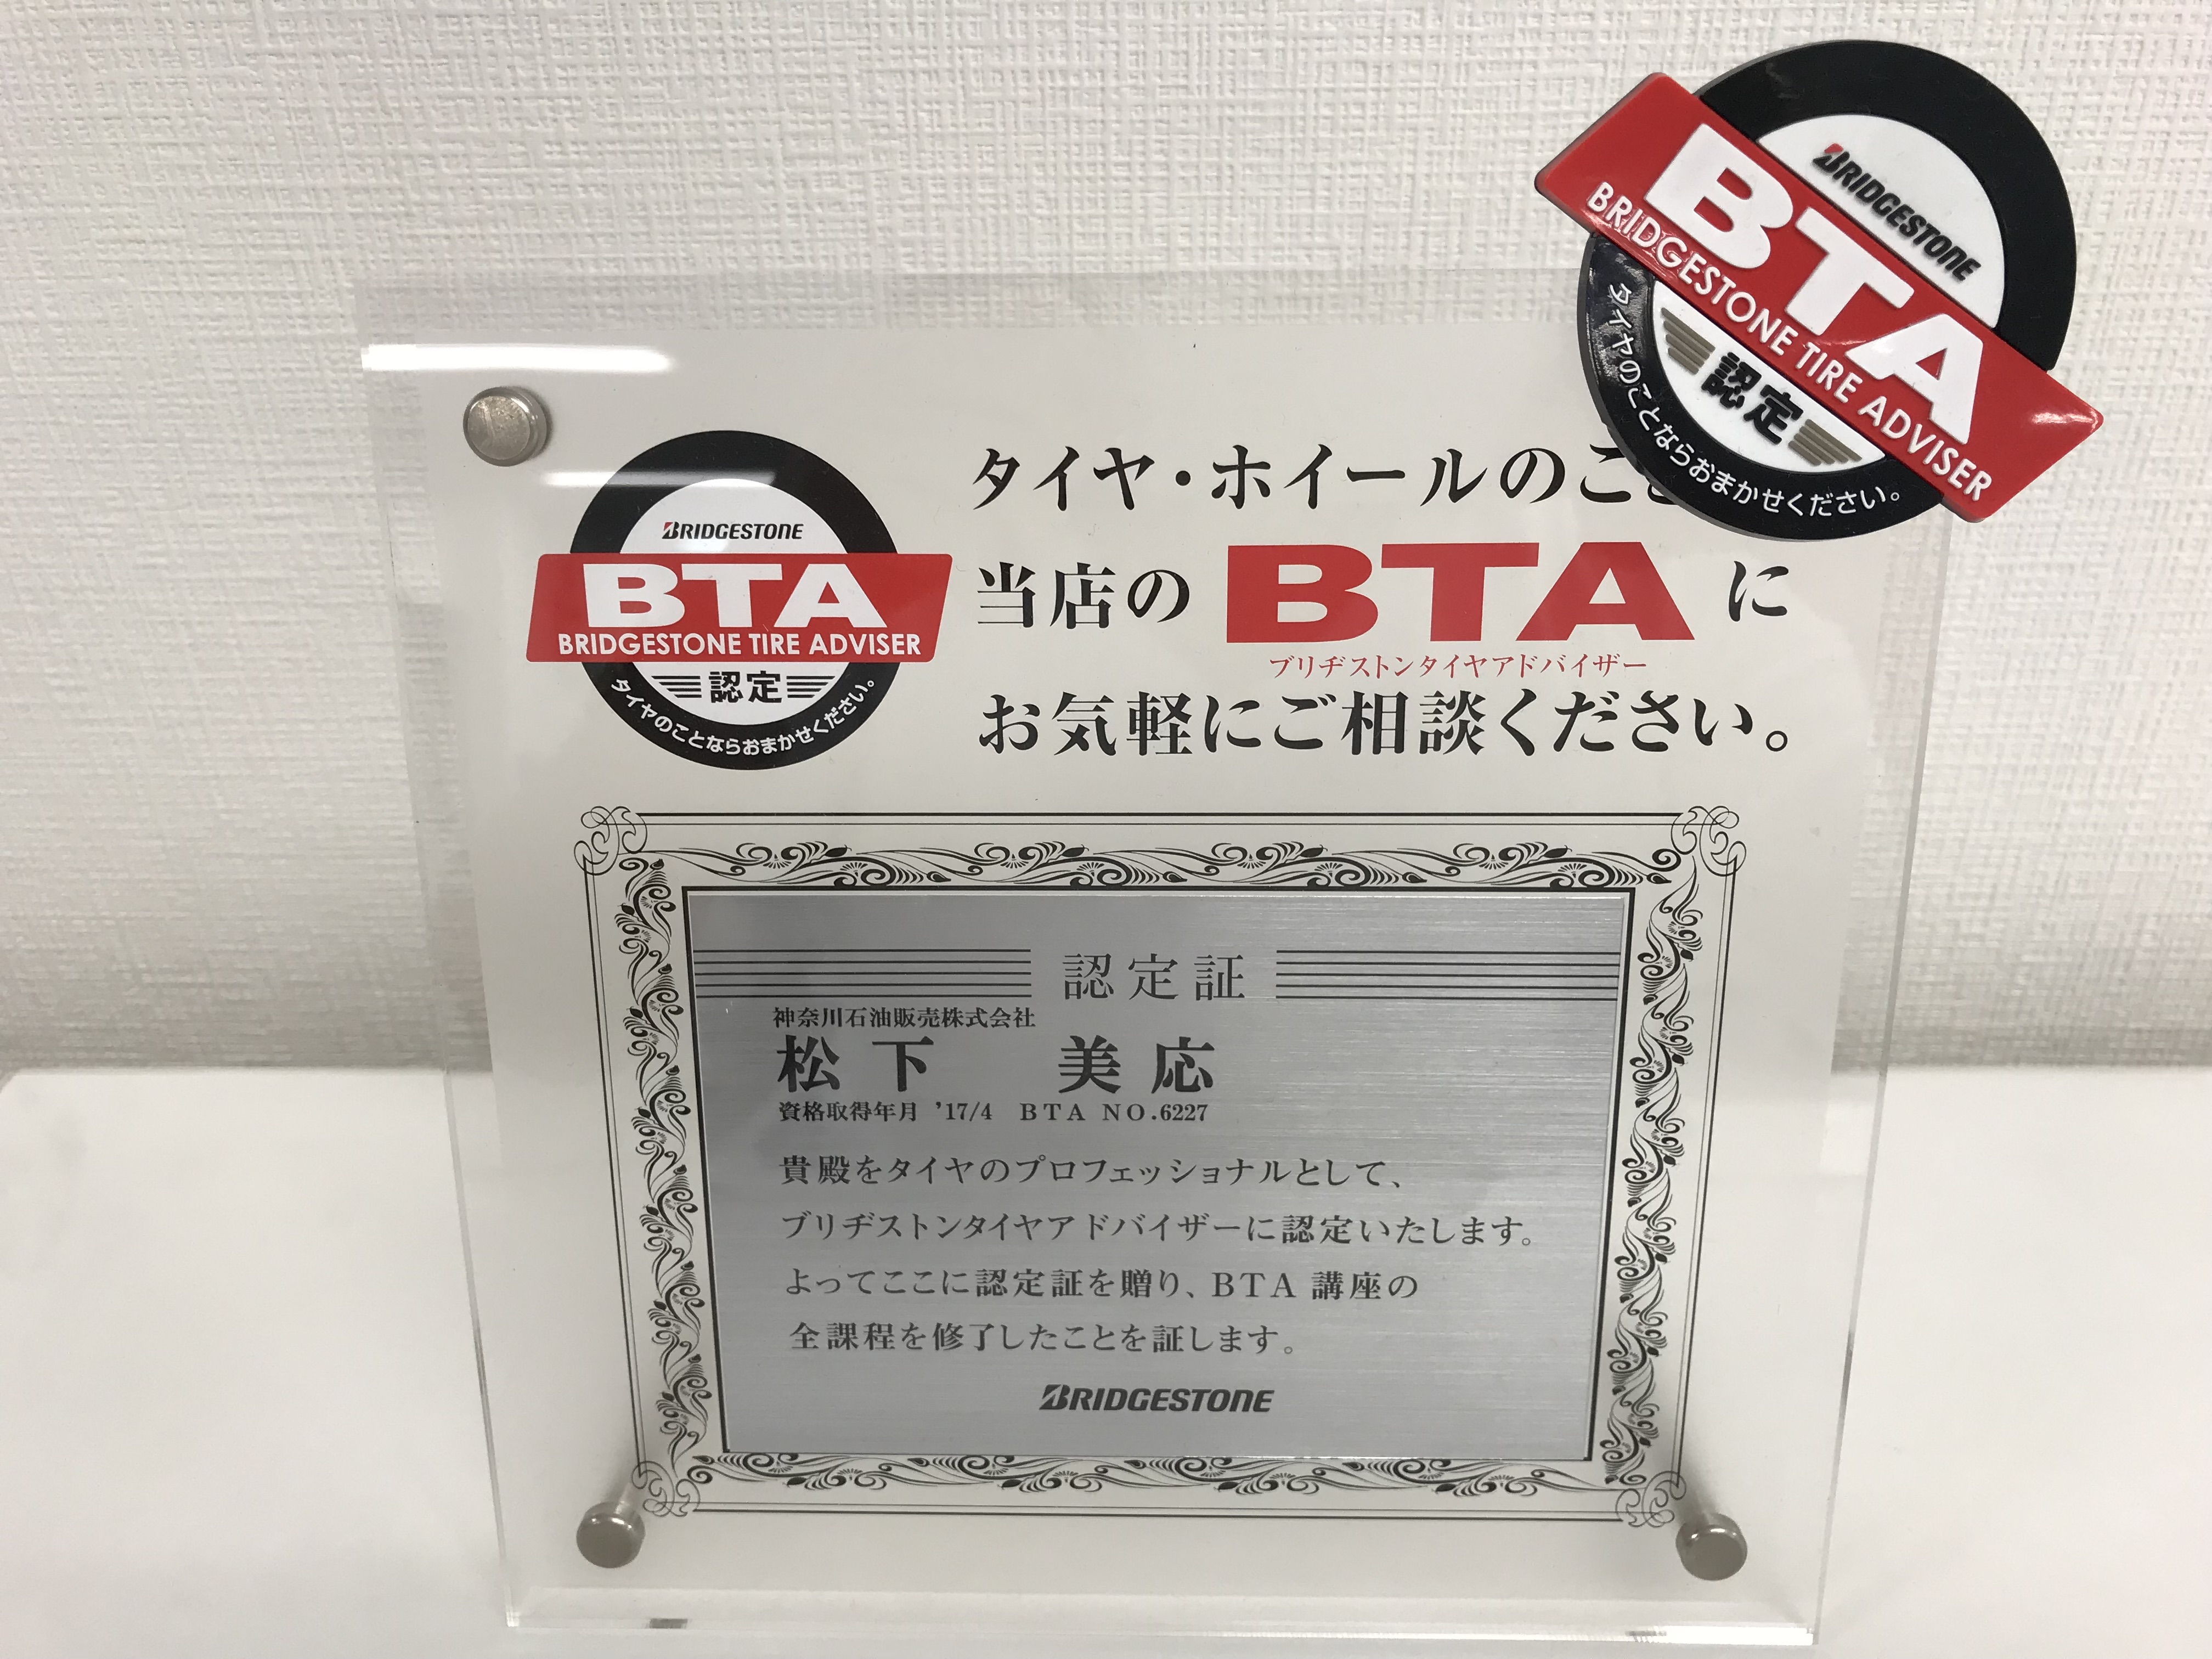 BRIDGESTONE
BTA
BRIDGESTONE TIRE ADVISER
認定
タイヤのことならおまかせください。
BRIDGESTONE
BTA
BRIDGESTONE TIRE ADVISER
認定
タイヤのことならおまかせください。
タイヤ・ホイールのこ
当店の BTA に
ブリヂストンタイヤアドバイザー
お気軽にご相談ください。
認定証
神奈川石油販売株式会社
松下 美応
資格取得年月 '17/4 BTA NO.6227
貴殿をタイヤのプロフェッショナルとして、
ブリヂストンタイヤアドバイザーに認定いたします。
よってここに認定証を贈り、BTA 講座の
全課程を修了したことを証します。
BRIDGESTONE